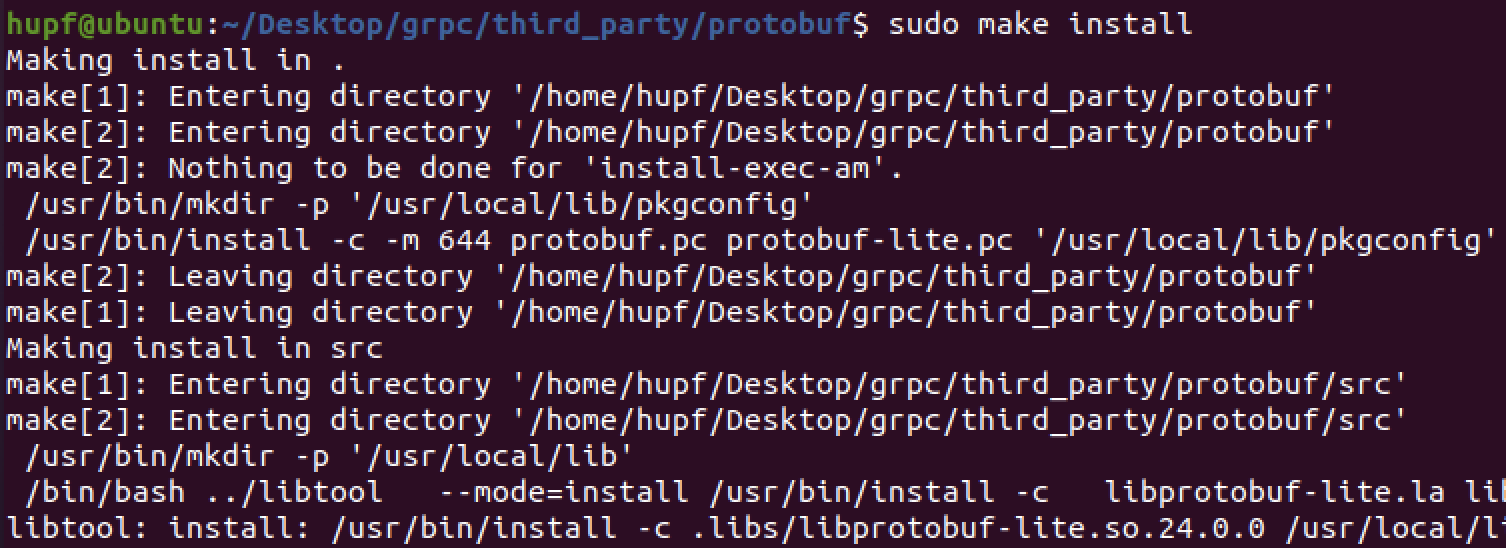 hupf@ubuntu:~/Desktop/grpc/third_party/protobuf$ sudo make install
Making install in .
make[1]: Entering directory '/home/hupf/Desktop/grpc/third_party/protobuf'
make[2]: Entering directory '/home/hupf/Desktop/grpc/third_party/protobuf'
make[2]: Nothing to be done for 'install-exec-am'.
 /usr/bin/mkdir -p '/usr/local/lib/pkgconfig'
 /usr/bin/install -c -m 644 protobuf.pc protobuf-lite.pc '/usr/local/lib/pkgconfig'
make[2]: Leaving directory '/home/hupf/Desktop/grpc/third_party/protobuf'
make[1]: Leaving directory '/home/hupf/Desktop/grpc/third_party/protobuf'
Making install in src
make[1]: Entering directory '/home/hupf/Desktop/grpc/third_party/protobuf/src'
make[2]: Entering directory '/home/hupf/Desktop/grpc/third_party/protobuf/src'
 /usr/bin/mkdir -p '/usr/local/lib'
 /bin/bash ../libtool   --mode=install /usr/bin/install -c   libprotobuf-lite.la
libtool: install: /usr/bin/install -c .libs/libprotobuf-lite.so.24.0.0